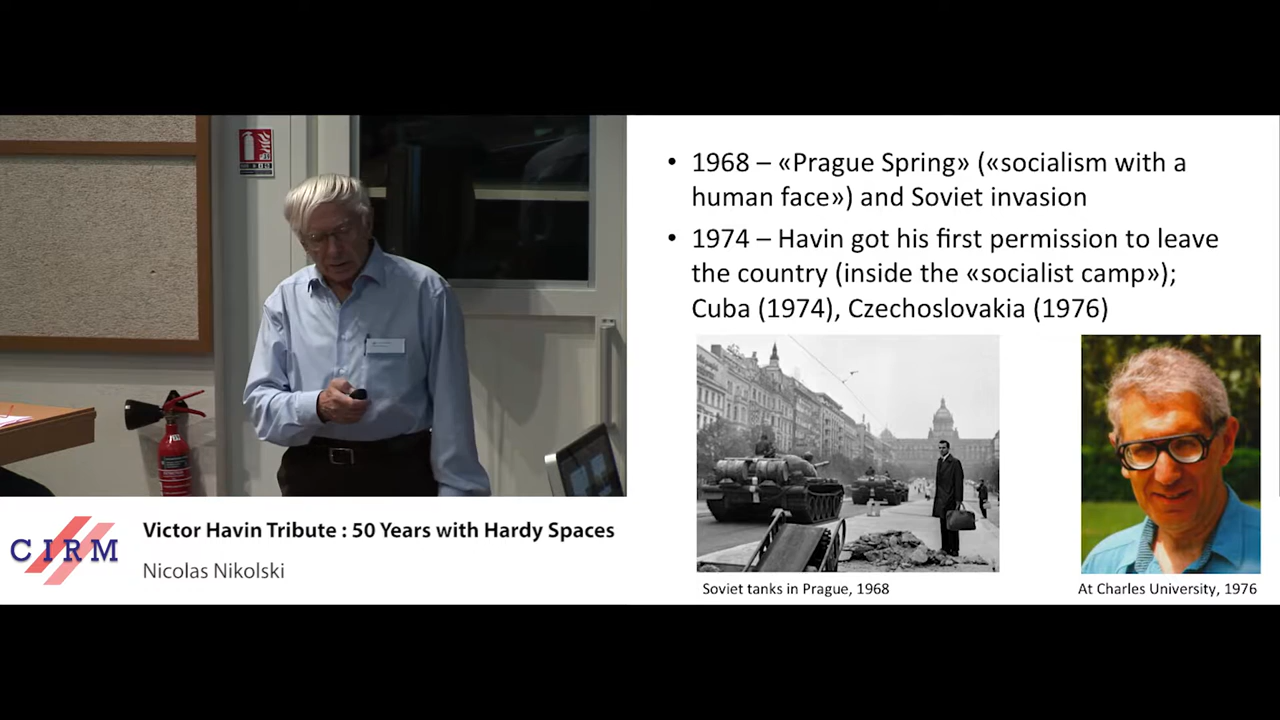 • 1968 – «Prague Spring» («socialism with a
human face») and Soviet invasion
• 1974 – Havin got his first permission to leave
the country (inside the «socialist camp»);
Cuba (1974), Czechoslovakia (1976)
Soviet tanks in Prague, 1968
At Charles University, 1976
CIRM
Victor Havin Tribute : 50 Years with Hardy Spaces
Nicolas Nikolski